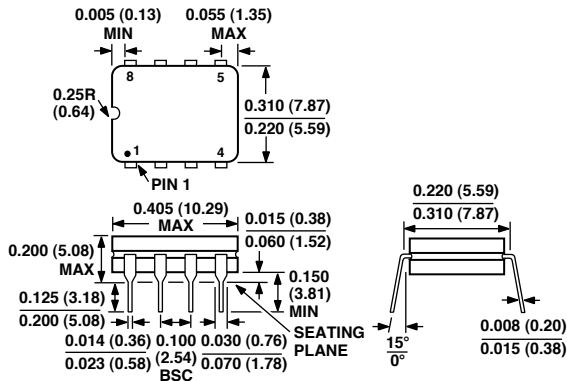 0.005 (0.13)
MIN
0.055 (1.35)
MAX
8
5
0.25R
(0.64)
0.310 (7.87)
0.220 (5.59)
1
4
PIN 1
0.405 (10.29)
MAX
0.200 (5.08)
MAX
0.015 (0.38)
0.060 (1.52)
0.150
(3.81)
MIN
0.125 (3.18)
0.200 (5.08)
SEATING
PLANE
0.014 (0.36)
0.023 (0.58)
0.100
(2.54)
BSC
0.030 (0.76)
0.070 (1.78)
0.220 (5.59)
0.310 (7.87)
15°
0°
0.008 (0.20)
0.015 (0.38)